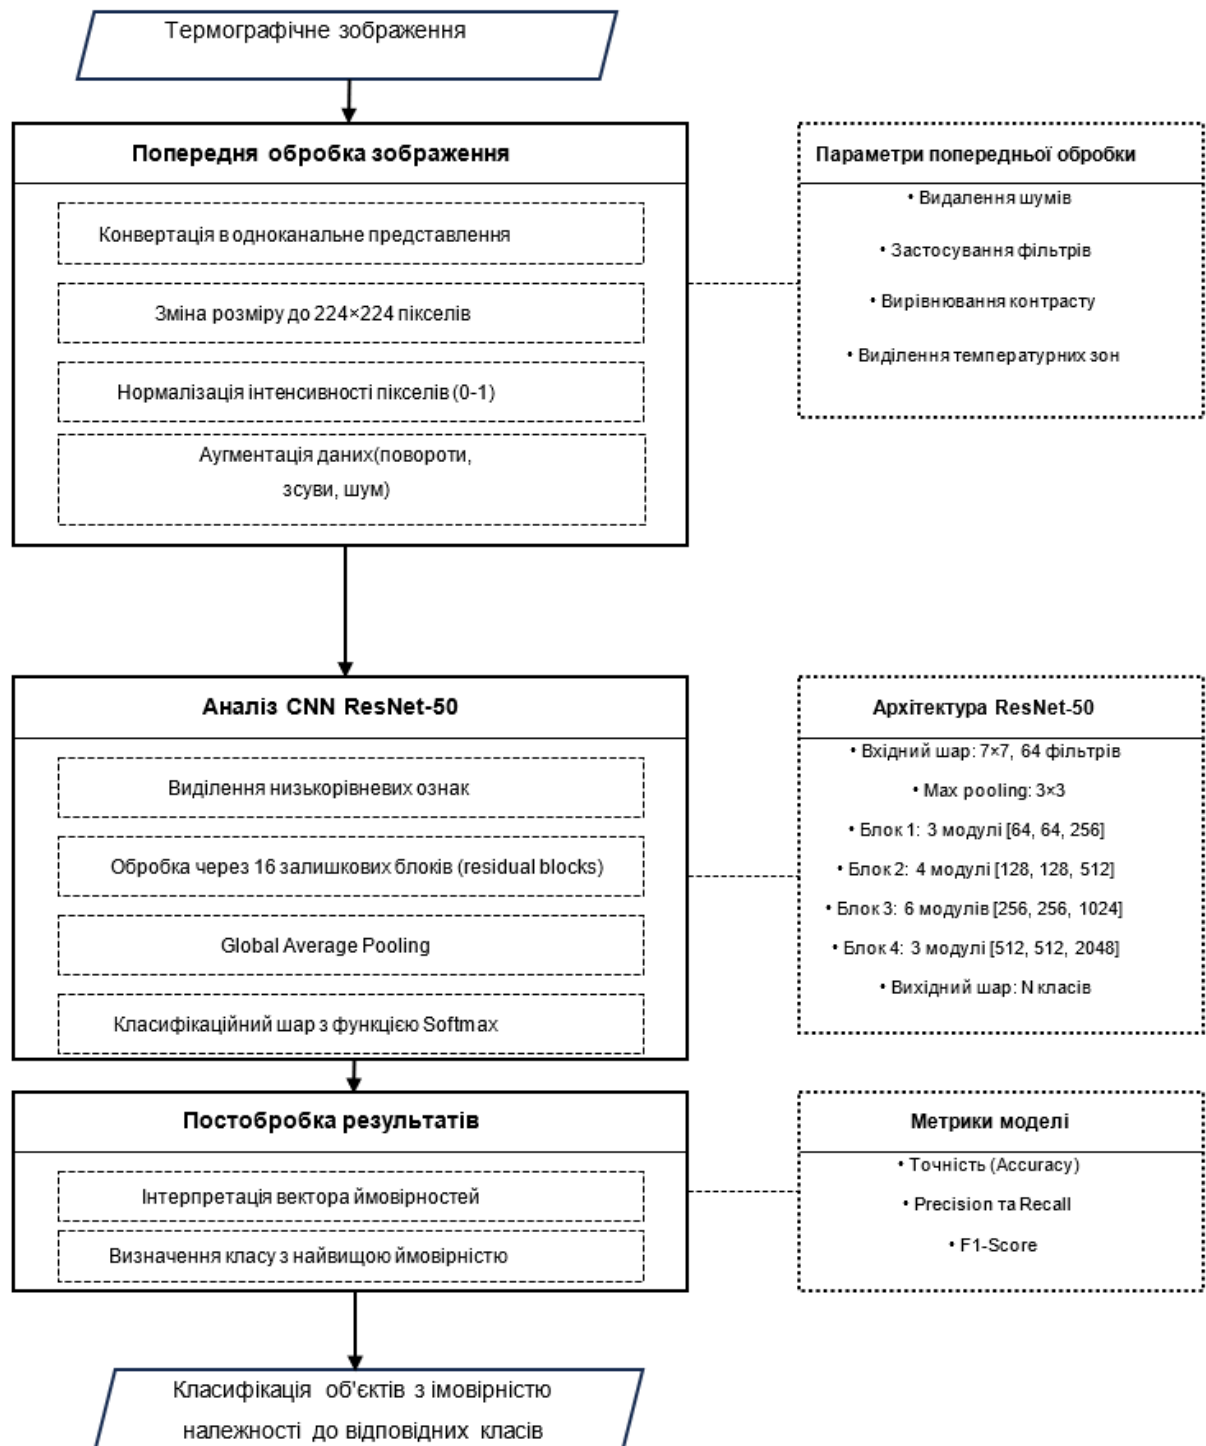 Термографічне зображення
Попередня обробка зображення
Конвертація в одноканальне представлення
Зміна розміру до 224×224 пікселів
Нормалізація інтенсивності пікселів (0-1)
Аугментація даних(повороти,
зсуви, шум)
Параметри попередньої обробки
• Видалення шумів
• Застосування фільтрів
• Вирівнювання контрасту
• Виділення температурних зон
Аналіз CNN ResNet-50
Виділення низькорівневих ознак
Обробка через 16 залишкових блоків (residual blocks)
Global Average Pooling
Класифікаційний шар з функцією Softmax
Архітектура ResNet-50
• Вхідний шар: 7×7, 64 фільтрів
• Max pooling: 3×3
• Блок 1: 3 модулі [64, 64, 256]
• Блок 2: 4 модулі [128, 128, 512]
• Блок 3: 6 модулів [256, 256, 1024]
• Блок 4: 3 модулі [512, 512, 2048]
• Вихідний шар: N класів
Постобробка результатів
Інтерпретація вектора ймовірностей
Визначення класу з найвищою ймовірністю
Метрики моделі
• Точність (Accuracy)
• Precision та Recall
• F1-Score
Класифікація об'єктів з імовірністю
належності до відповідних класів